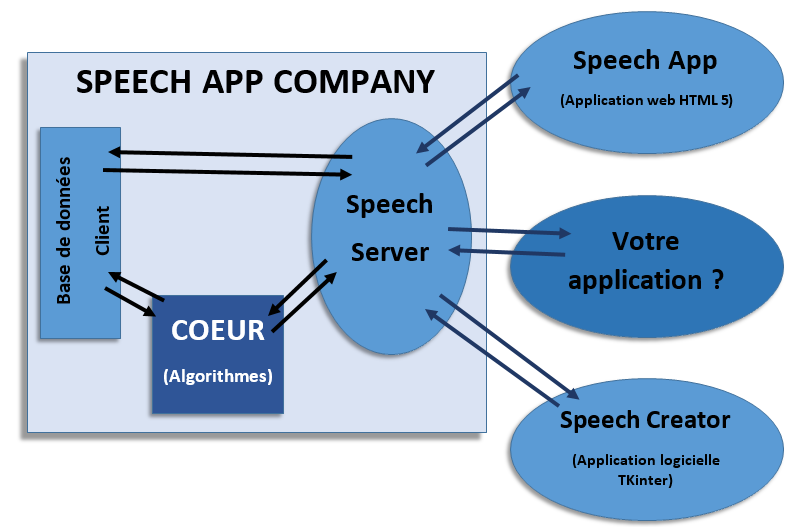 SPEECH APP COMPANY
Base de données
Client
COEUR
(Algorithmes)
Speech
Server
Speech App
(Application web HTML 5)
Votre
application ?
Speech Creator
(Application logicielle
TKinter)